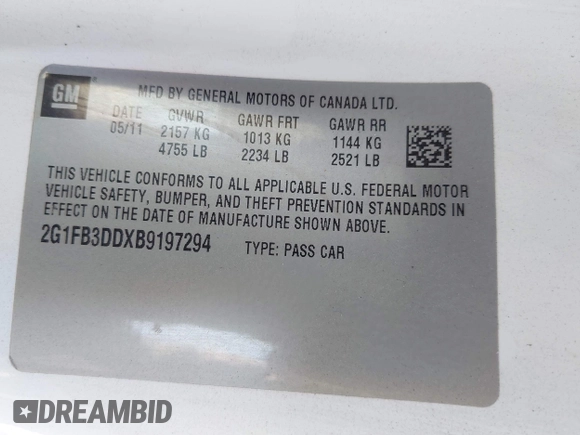 GM ®
MFD BY GENERAL MOTORS OF CANADA LTD.
DATE GVWR GAWR FRT GAWR RR
05/11 2157 KG 1013 KG 1144 KG
4755 LB 2234 LB 2521 LB
THIS VEHICLE CONFORMS TO ALL APPLICABLE U.S. FEDERAL MOTOR
VEHICLE SAFETY, BUMPER, AND THEFT PREVENTION STANDARDS IN
EFFECT ON THE DATE OF MANUFACTURE SHOWN ABOVE.
2G1FB3DDXB9197294 TYPE: PASS CAR
DREAMBID